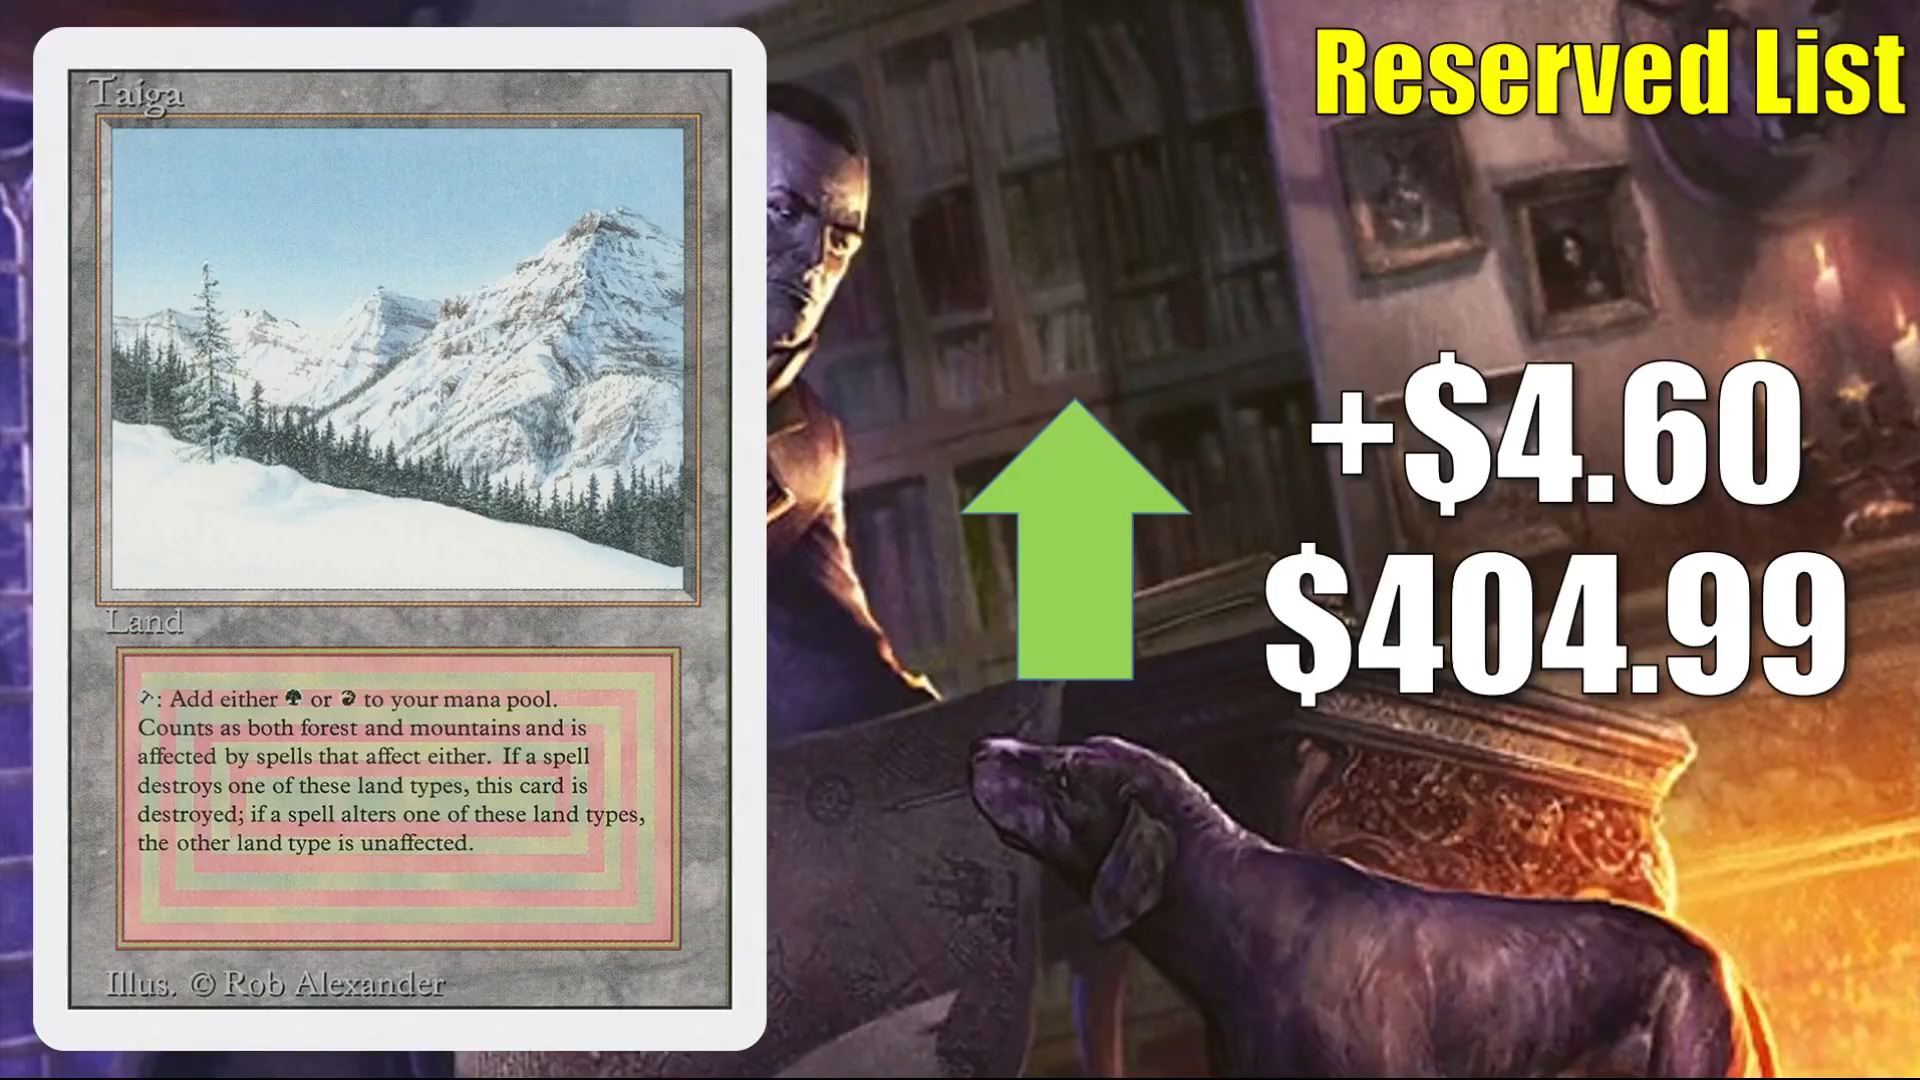 Taiga
Land
: Add either or to your mana pool.
Counts as both forest and mountains and is
affected by spells that affect either. If a spell
destroys one of these land types, this card is
destroyed; if a spell alters one of these land types,
the other land type is unaffected.
Illus. © Rob Alexander
Reserved List
+$4.60
$404.99